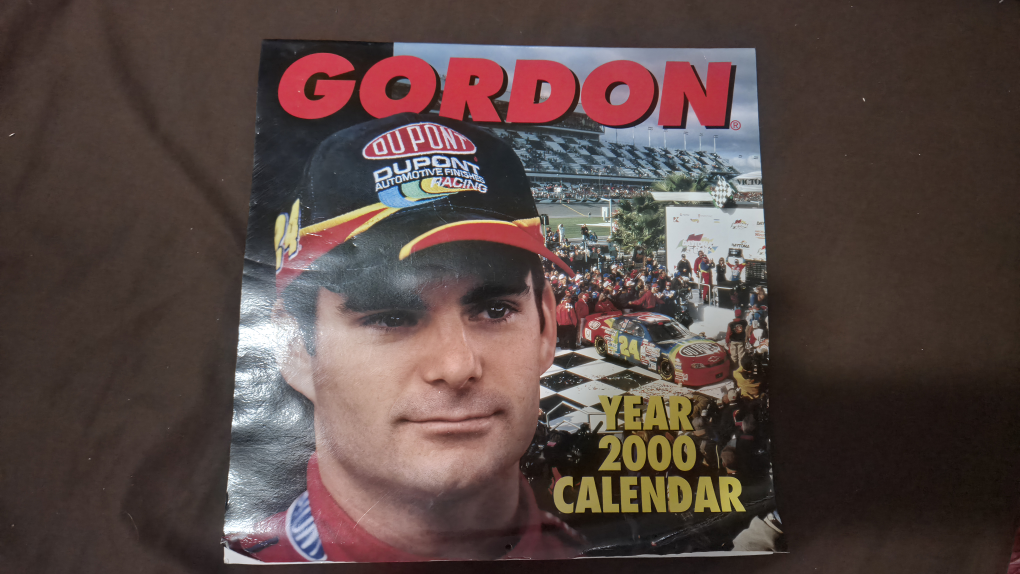 GORDON®
DUPONT
DUPONT
AUTOMOTIVE FINISHES
RACING
24
24
YEAR
2000
CALENDAR